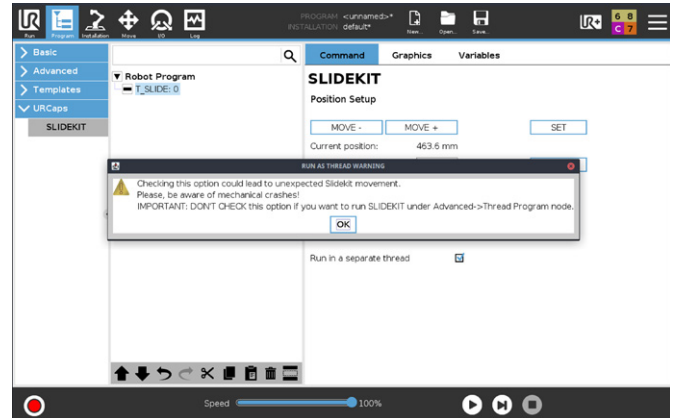 PROGRAM <unnamed>*
INSTALLATION default*
Run
Program
Installation
Move
I/O
Log
New...
Open...
Save...
UR+
6 8
C 7
Basic
Advanced
Templates
URCaps
SLIDEKIT
Robot Program
T_SLIDE: 0
Command
Graphics
Variables
SLIDEKIT
Position Setup
MOVE -
MOVE +
SET
Current position:
463.6 mm
RUN AS THREAD WARNING
Checking this option could lead to unexpected Slidekit movement.
Please, be aware of mechanical crashes!
IMPORTANT: DON'T CHECK this option if you want to run SLIDEKIT under Advanced->Thread Program node.
OK
Run in a separate thread
Speed
100%